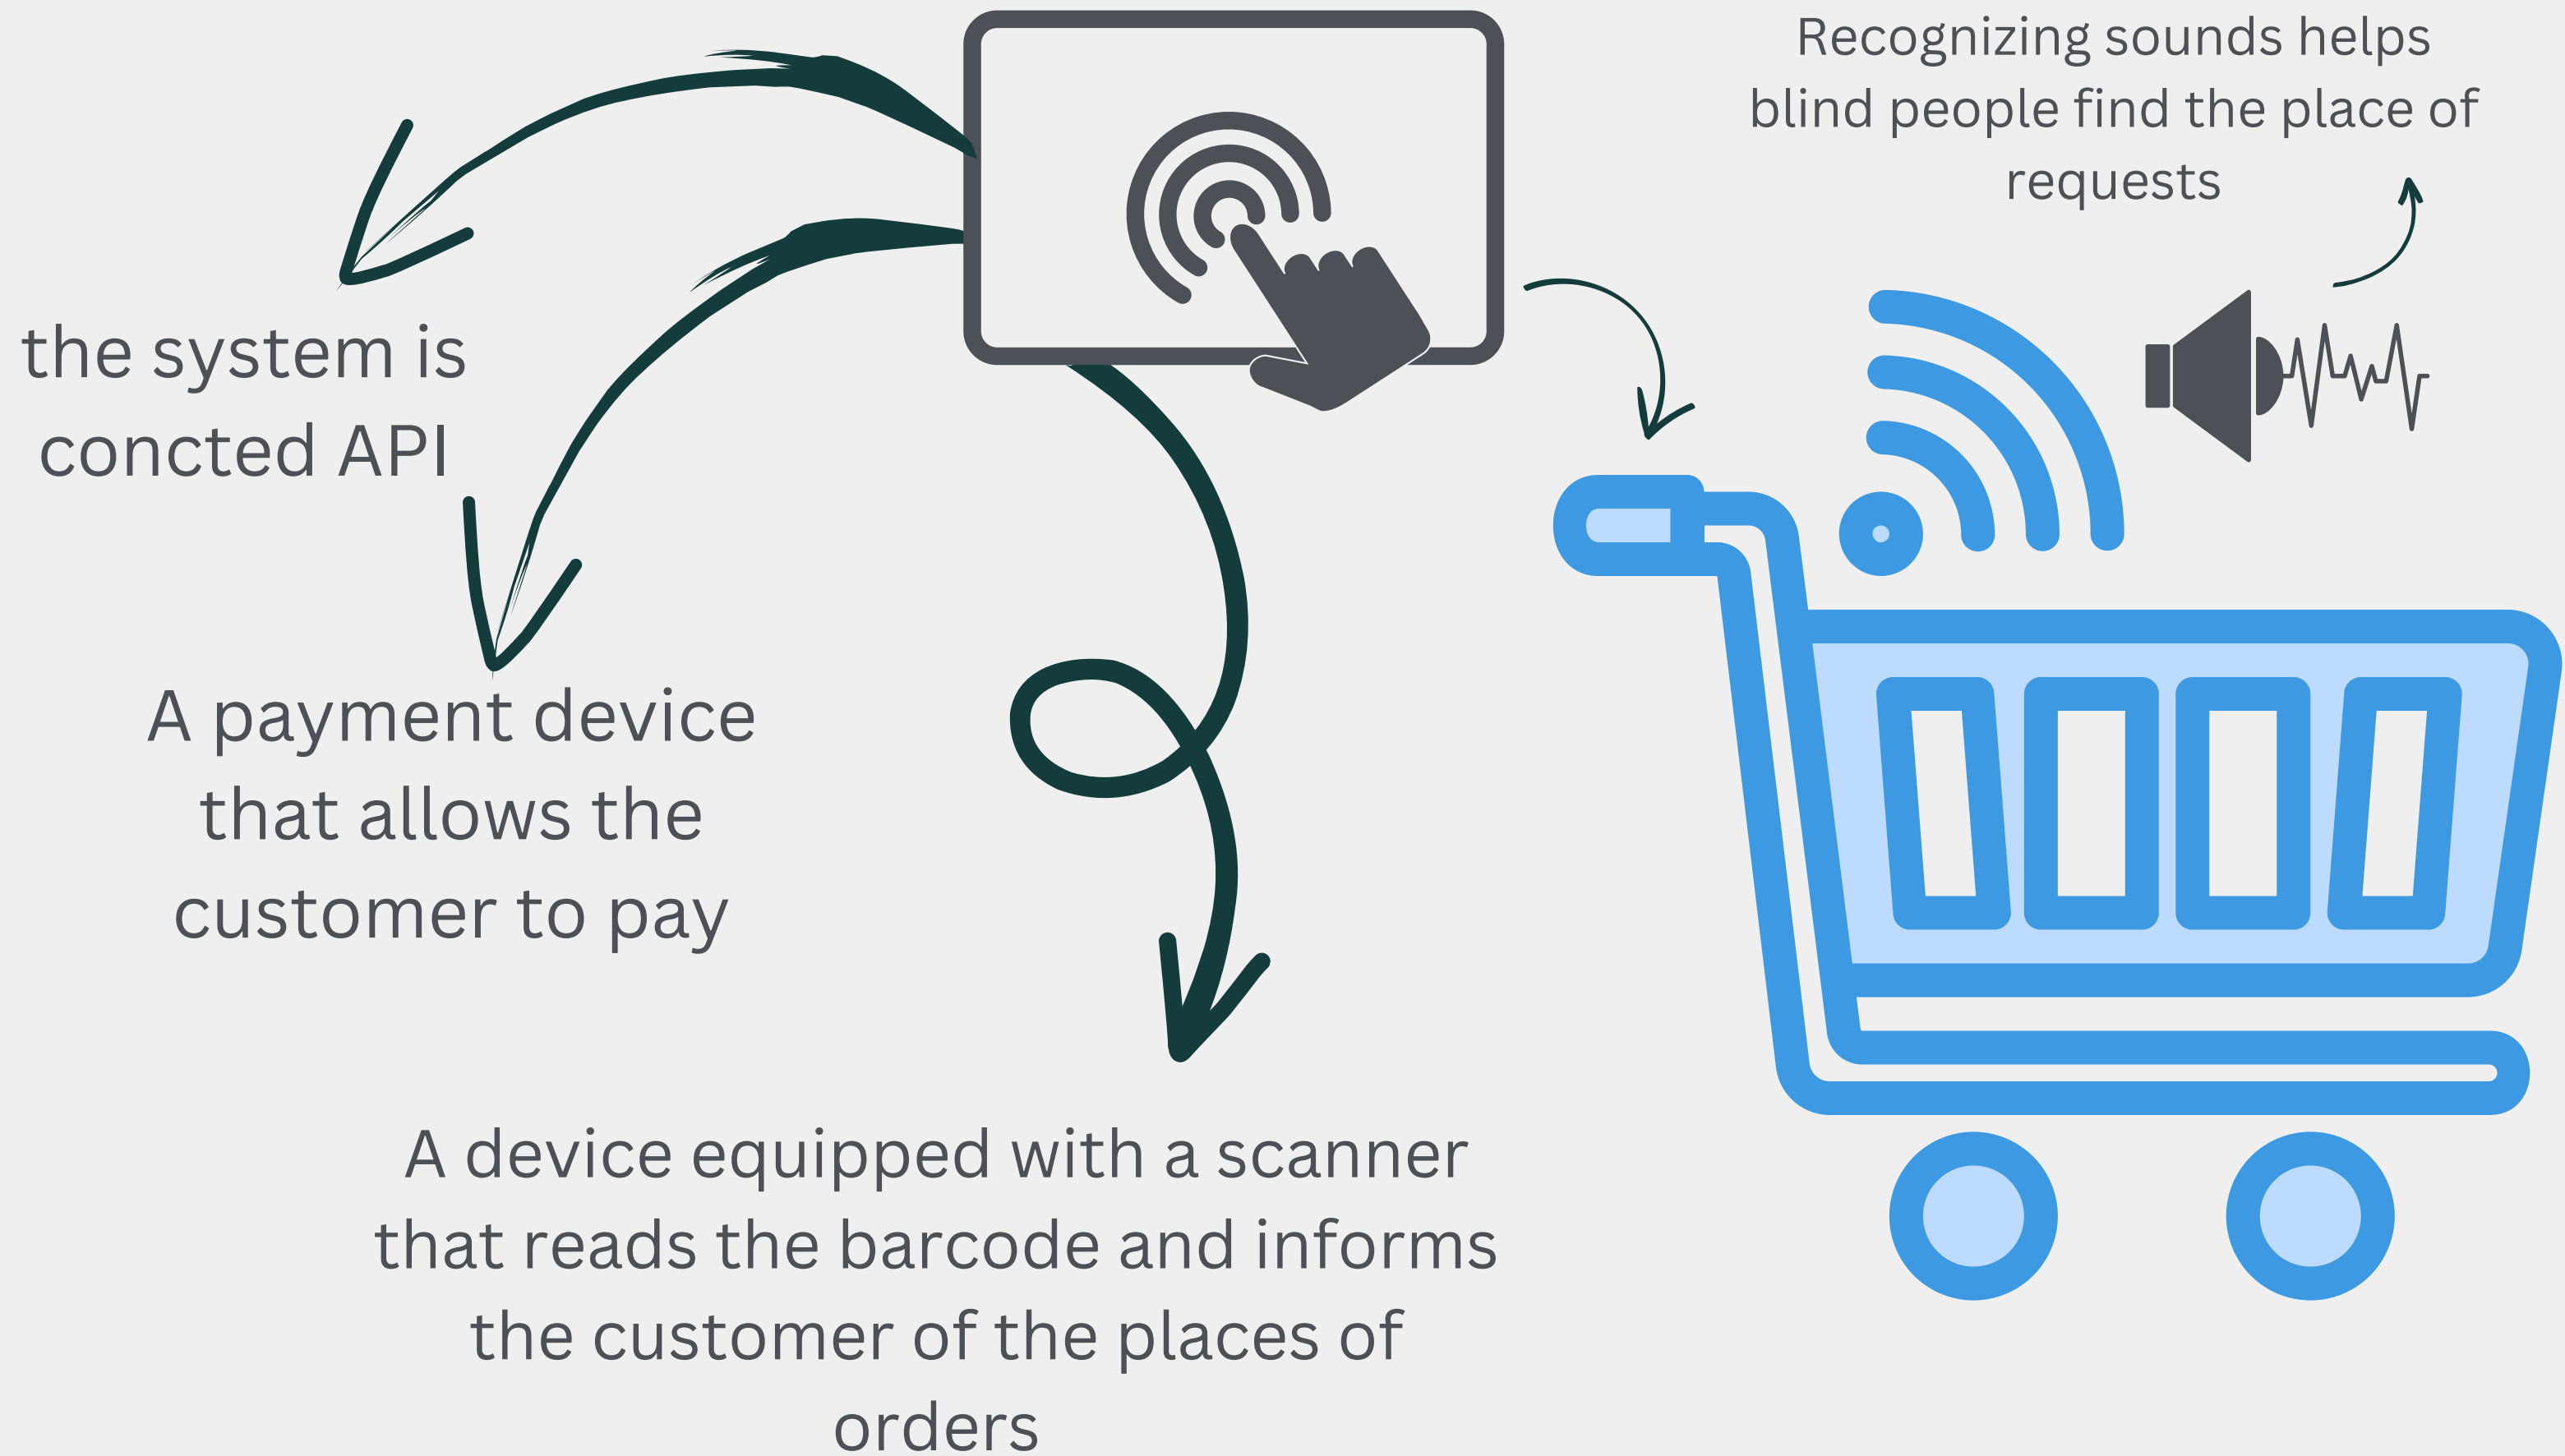 Recognizing sounds helps
blind people find the place of
requests
the system is
concted API
A payment device
that allows the
customer to pay
A device equipped with a scanner
that reads the barcode and informs
the customer of the places of
orders